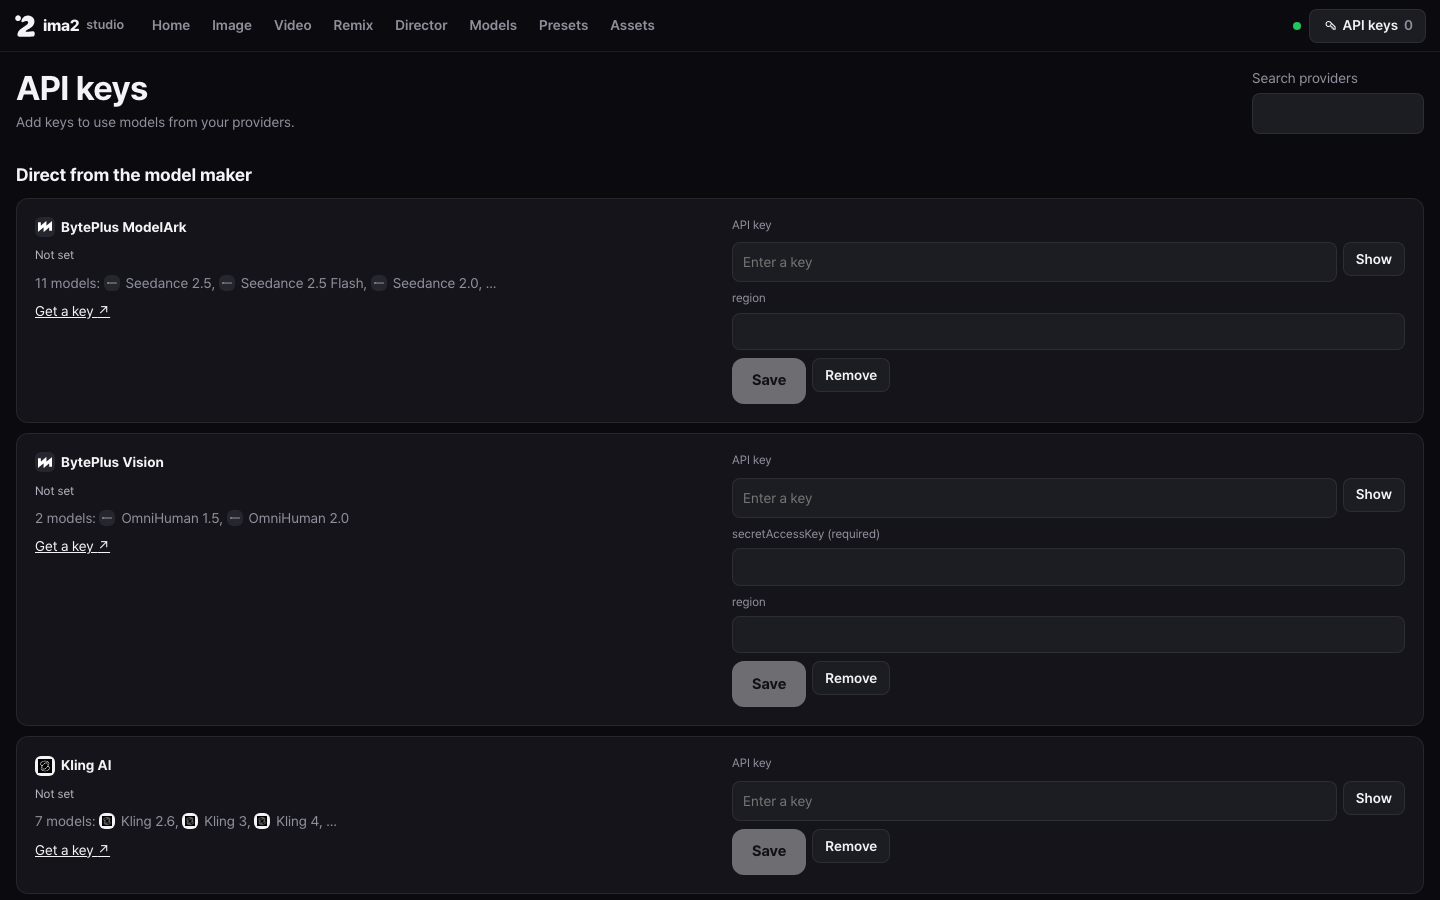 ima2 studio
Home
Image
Video
Remix
Director
Models
Presets
Assets
API keys 0
API keys
Add keys to use models from your providers.
Search providers
Direct from the model maker
BytePlus ModelArk
Not set
11 models: Seedance 2.5, Seedance 2.5 Flash, Seedance 2.0, ...
Get a key ↗
API key
Enter a key
Show
region
Save
Remove
BytePlus Vision
Not set
2 models: OmniHuman 1.5, OmniHuman 2.0
Get a key ↗
API key
Enter a key
Show
secretAccessKey (required)
region
Save
Remove
Kling AI
Not set
7 models: Kling 2.6, Kling 3, Kling 4, ...
Get a key ↗
API key
Enter a key
Show
Save
Remove